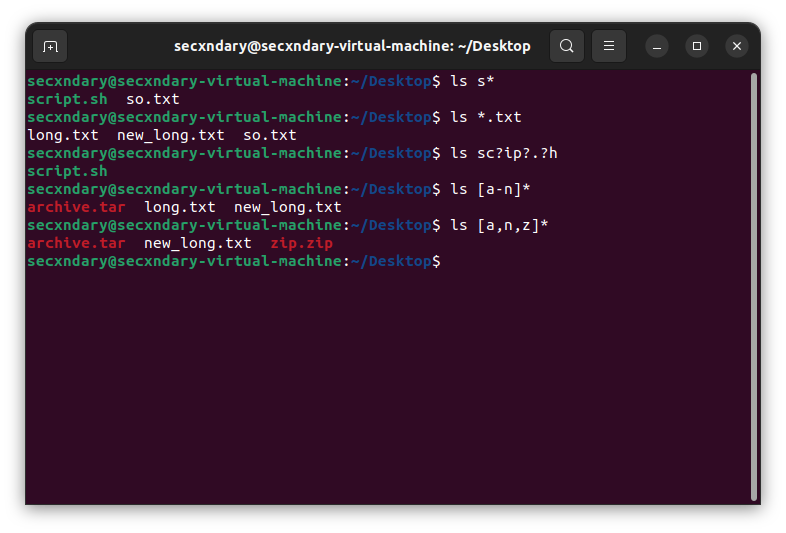 secxndary@secxndary-virtual-machine: ~/Desktop
secxndary@secxndary-virtual-machine:~/Desktop$ ls s*
script.sh  so.txt
secxndary@secxndary-virtual-machine:~/Desktop$ ls *.txt
long.txt  new_long.txt  so.txt
secxndary@secxndary-virtual-machine:~/Desktop$ ls sc?ip?.?h
script.sh
secxndary@secxndary-virtual-machine:~/Desktop$ ls [a-n]*
archive.tar  long.txt  new_long.txt
secxndary@secxndary-virtual-machine:~/Desktop$ ls [a,n,z]*
archive.tar  new_long.txt  zip.zip
secxndary@secxndary-virtual-machine:~/Desktop$